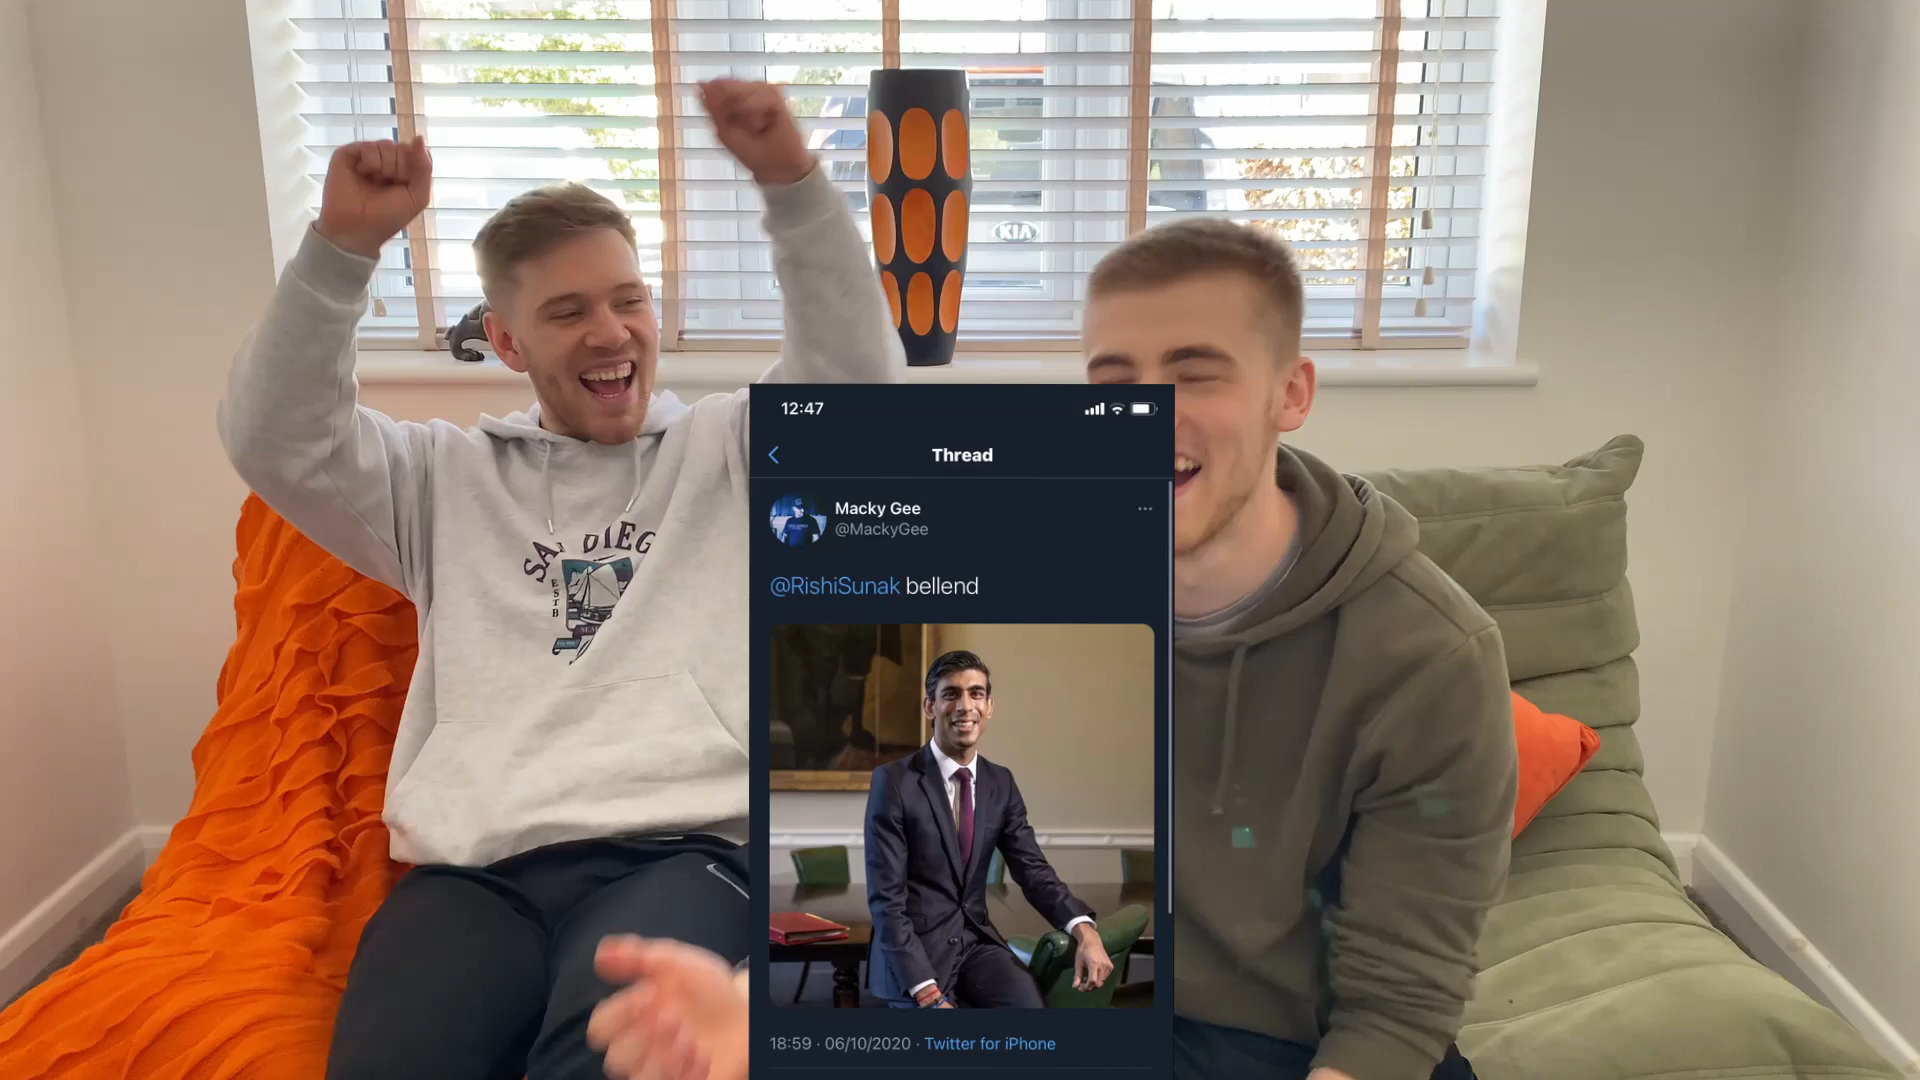 KIA
SAN DIEGO
ESTB
12:47
Thread
Macky Gee
@MackyGee
@RishiSunak bellend
18:59 · 06/10/2020 · Twitter for iPhone